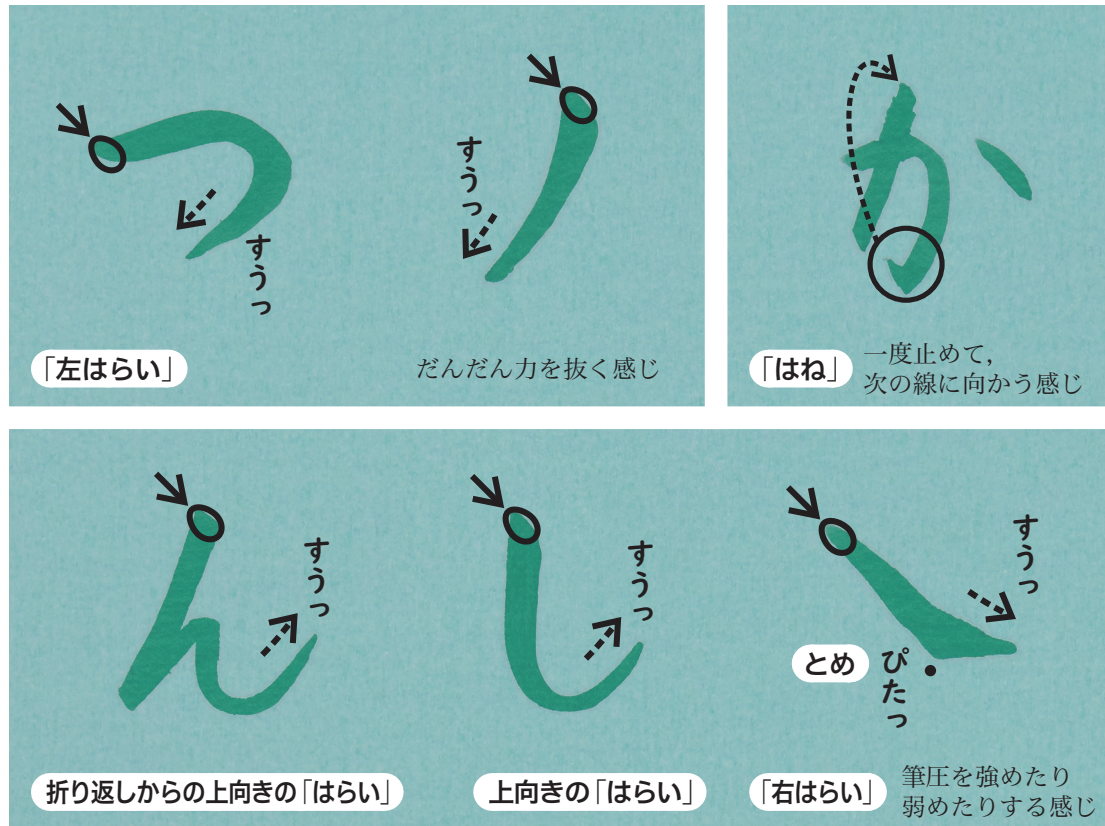 つ
すうっ
すうっ
「左はらい」
だんだん力を抜く感じ
か
「はね」
一度止めて，
次の線に向かう感じ
ん
すうっ
折り返しからの上向きの「はらい」
し
すうっ
上向きの「はらい」
すうっ
とめ
ぴたっ
「右はらい」
筆圧を強めたり
弱めたりする感じ